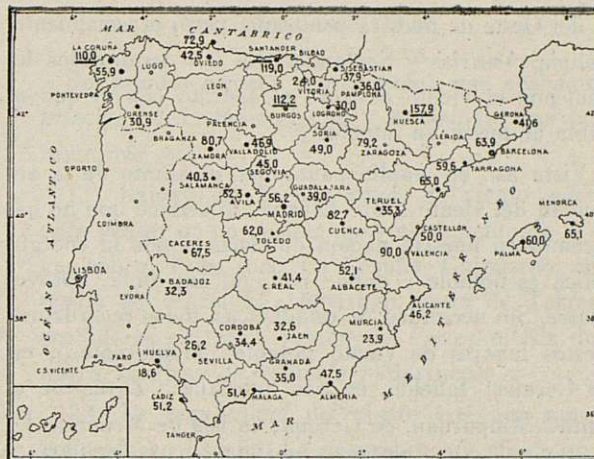 MAR CANTÁBRICO
72,9
LA CORUÑA
110,0
42,5
OVIEDO
SANTANDER
119,0
BILBAO
S.SEBASTIAN
37,9
55,9
LUGO
24,0
VITORIA
36,0
PAMPLONA
PONTEVEDRA
LEON
112,2
BURGOS
30,0
LOGROÑO
157,9
HUESCA
GERONA
40,6
42
ORENSE
30,9
PALENCIA
BRAGANZA
80,7
ZAMORA
46,9
VALLADOLID
SORIA
49,0
79,2
ZARAGOZA
LERIDA
63,9
BARCELONA
59,6
TARRAGONA
OPORTO
45,0
SEGOVIA
40,3
SALAMANCA
52,3
AVILA
GUADALAJARA
39,0
65,0
MENORCA
65,1
56,2
MADRID
TERUEL
35,3
40
COIMBRA
82,7
CUENCA
CASTELLON
50,0
60,0
PALMA
62,0
TOLEDO
CACERES
67,5
90,0
VALENCIA
OCÉANO ATLÁNTICO
LISBOA
BADAJOZ
32,3
41,4
C.REAL
52,1
ALBACETE
EVORA
ALICANTE
46,2
38
CORDOBA
34,4
32,6
JAEN
MURCIA
23,9
MAR MEDITERRANEO
26,2
SEVILLA
HUELVA
18,6
FARO
C.S.VICENTE
GRANADA
35,0
47,5
ALMERIA
51,4
MALAGA
CADIZ
51,2
TANGER